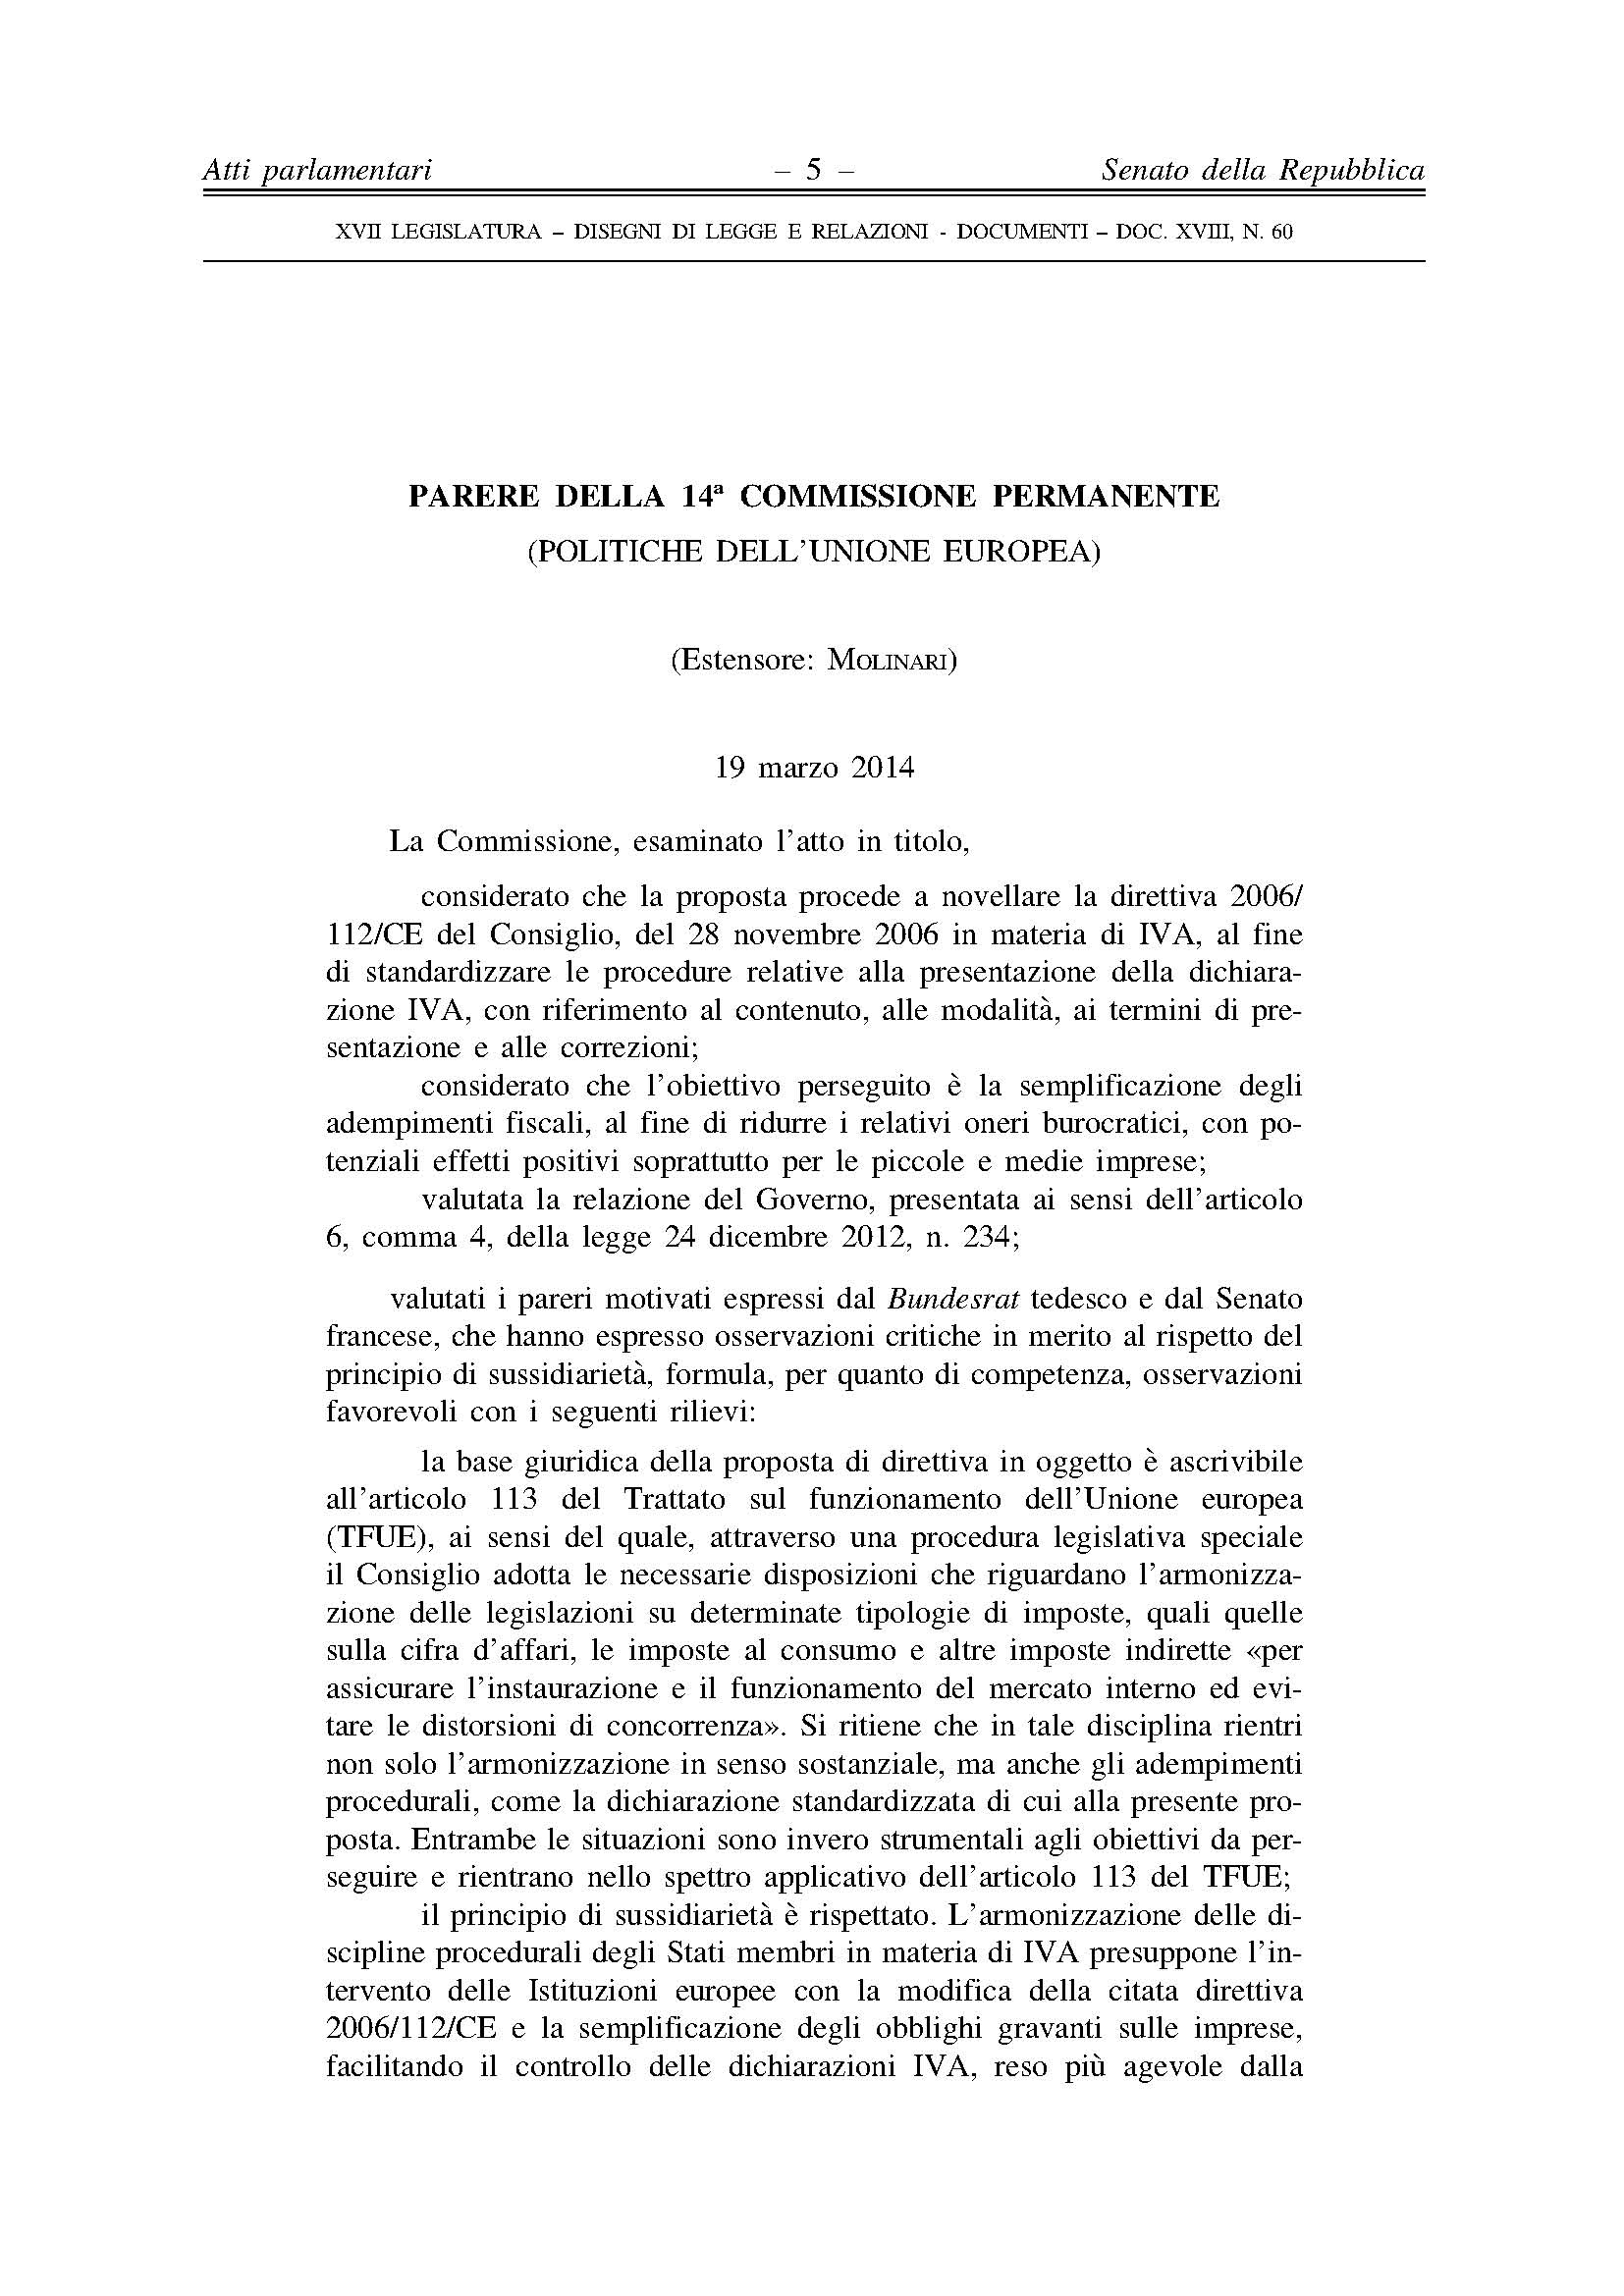 Atti parlamentari – 5 – Senato della Repubblica
XVII LEGISLATURA – DISEGNI DI LEGGE E RELAZIONI - DOCUMENTI – DOC. XVIII, N. 60
PARERE DELLA 14ª COMMISSIONE PERMANENTE
(POLITICHE DELL'UNIONE EUROPEA)
(Estensore: MOLINARI)
19 marzo 2014
La Commissione, esaminato l'atto in titolo,
considerato che la proposta procede a novellare la direttiva 2006/
112/CE del Consiglio, del 28 novembre 2006 in materia di IVA, al fine
di standardizzare le procedure relative alla presentazione della dichiara-
zione IVA, con riferimento al contenuto, alle modalità, ai termini di pre-
sentazione e alle correzioni;
considerato che l'obiettivo perseguito è la semplificazione degli
adempimenti fiscali, al fine di ridurre i relativi oneri burocratici, con po-
tenziali effetti positivi soprattutto per le piccole e medie imprese;
valutata la relazione del Governo, presentata ai sensi dell'articolo
6, comma 4, della legge 24 dicembre 2012, n. 234;
valutati i pareri motivati espressi dal Bundesrat tedesco e dal Senato
francese, che hanno espresso osservazioni critiche in merito al rispetto del
principio di sussidiarietà, formula, per quanto di competenza, osservazioni
favorevoli con i seguenti rilievi:
la base giuridica della proposta di direttiva in oggetto è ascrivibile
all'articolo 113 del Trattato sul funzionamento dell'Unione europea
(TFUE), ai sensi del quale, attraverso una procedura legislativa speciale
il Consiglio adotta le necessarie disposizioni che riguardano l'armonizza-
zione delle legislazioni su determinate tipologie di imposte, quali quelle
sulla cifra d'affari, le imposte al consumo e altre imposte indirette «per
assicurare l'instaurazione e il funzionamento del mercato interno ed evi-
tare le distorsioni di concorrenza». Si ritiene che in tale disciplina rientri
non solo l'armonizzazione in senso sostanziale, ma anche gli adempimenti
procedurali, come la dichiarazione standardizzata di cui alla presente pro-
posta. Entrambe le situazioni sono invero strumentali agli obiettivi da per-
seguire e rientrano nello spettro applicativo dell'articolo 113 del TFUE;
il principio di sussidiarietà è rispettato. L'armonizzazione delle di-
scipline procedurali degli Stati membri in materia di IVA presuppone l'in-
tervento delle Istituzioni europee con la modifica della citata direttiva
2006/112/CE e la semplificazione degli obblighi gravanti sulle imprese,
facilitando il controllo delle dichiarazioni IVA, reso più agevole dalla